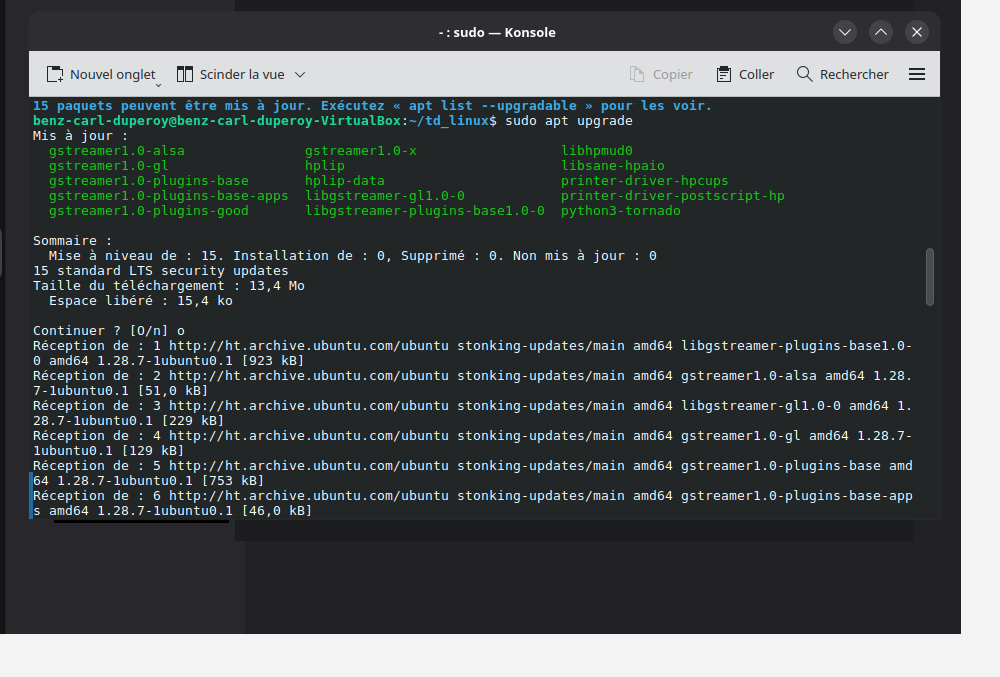 - : sudo — Konsole
Nouvel onglet Scinder la vue Copier Coller Rechercher
15 paquets peuvent être mis à jour. Exécutez « apt list --upgradable » pour les voir.
benz-carl-duperoy@benz-carl-duperoy-VirtualBox:~/td_linux$ sudo apt upgrade
Mis à jour :
gstreamer1.0-alsa gstreamer1.0-x libhpmud0
gstreamer1.0-gl hplip libsane-hpaio
gstreamer1.0-plugins-base hplip-data printer-driver-hpcups
gstreamer1.0-plugins-base-apps libgstreamer-gl1.0-0 printer-driver-postscript-hp
gstreamer1.0-plugins-good libgstreamer-plugins-base1.0-0 python3-tornado
Sommaire :
Mise à niveau de : 15. Installation de : 0, Supprimé : 0. Non mis à jour : 0
15 standard LTS security updates
Taille du téléchargement : 13,4 Mo
Espace libéré : 15,4 ko
Continuer ? [O/n] o
Réception de : 1 http://ht.archive.ubuntu.com/ubuntu stonking-updates/main amd64 libgstreamer-plugins-base1.0-
0 amd64 1.28.7-1ubuntu0.1 [923 kB]
Réception de : 2 http://ht.archive.ubuntu.com/ubuntu stonking-updates/main amd64 gstreamer1.0-alsa amd64 1.28.
7-1ubuntu0.1 [51,0 kB]
Réception de : 3 http://ht.archive.ubuntu.com/ubuntu stonking-updates/main amd64 libgstreamer-gl1.0-0 amd64 1.
28.7-1ubuntu0.1 [229 kB]
Réception de : 4 http://ht.archive.ubuntu.com/ubuntu stonking-updates/main amd64 gstreamer1.0-gl amd64 1.28.7-
1ubuntu0.1 [129 kB]
Réception de : 5 http://ht.archive.ubuntu.com/ubuntu stonking-updates/main amd64 gstreamer1.0-plugins-base amd
64 1.28.7-1ubuntu0.1 [753 kB]
Réception de : 6 http://ht.archive.ubuntu.com/ubuntu stonking-updates/main amd64 gstreamer1.0-plugins-base-app
s amd64 1.28.7-1ubuntu0.1 [46,0 kB]